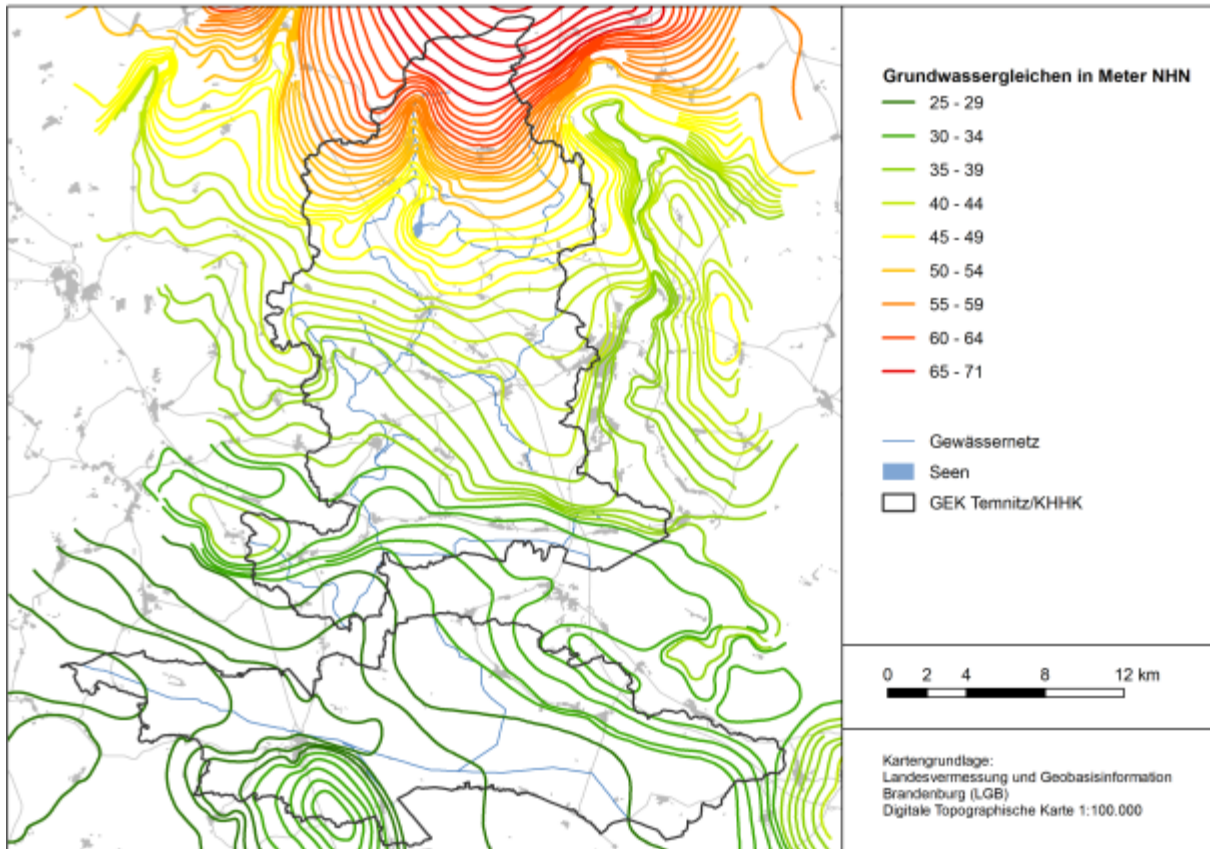 Grundwassergleichen in Meter NHN
25 - 29
30 - 34
35 - 39
40 - 44
45 - 49
50 - 54
55 - 59
60 - 64
65 - 71
Gewässernetz
Seen
GEK Temnitz/KHHK
0 2 4 8 12 km
Kartengrundlage:
Landesvermessung und Geobasisinformation
Brandenburg (LGB)
Digitale Topographische Karte 1:100.000